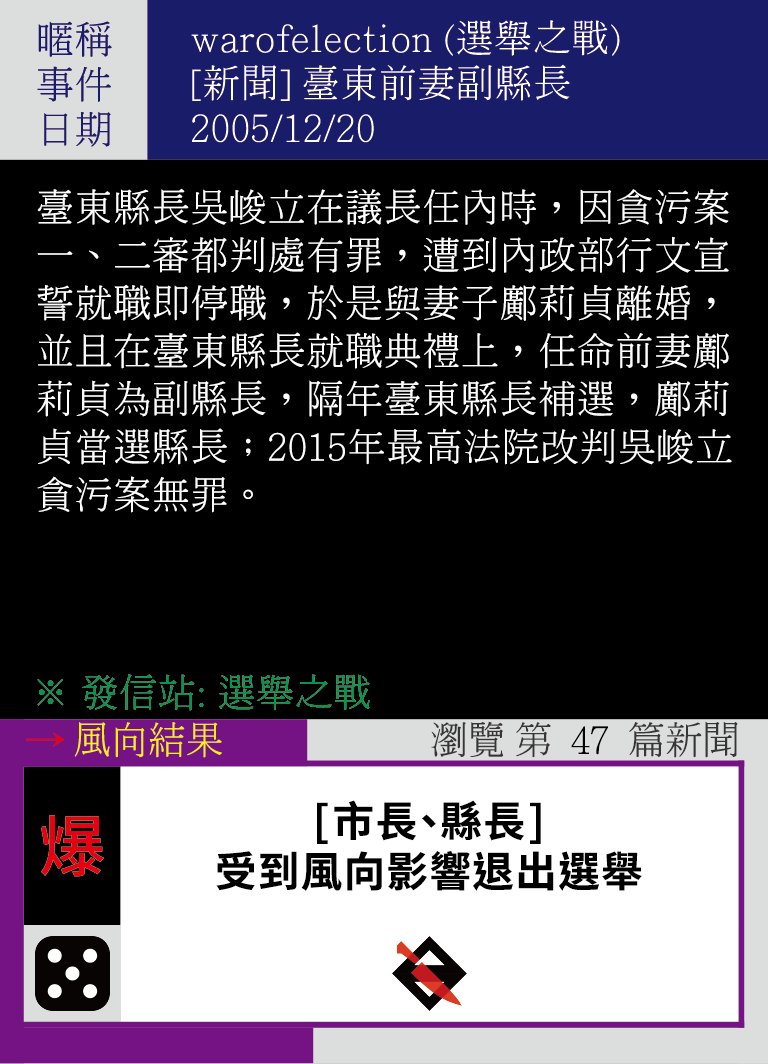 暱稱 warofelection (選舉之戰)
事件 [新聞] 臺東前妻副縣長
日期 2005/12/20
臺東縣長吳峻立在議長任內時，因貪污案
一、二審都判處有罪，遭到內政部行文宣
誓就職即停職，於是與妻子鄺莉貞離婚，
並且在臺東縣長就職典禮上，任命前妻鄺
莉貞為副縣長，隔年臺東縣長補選，鄺莉
貞當選縣長；2015年最高法院改判吳峻立
貪污案無罪。
※ 發信站: 選舉之戰
→ 風向結果
瀏覽 第 47 篇新聞
爆
[市長、縣長]
受到風向影響退出選舉